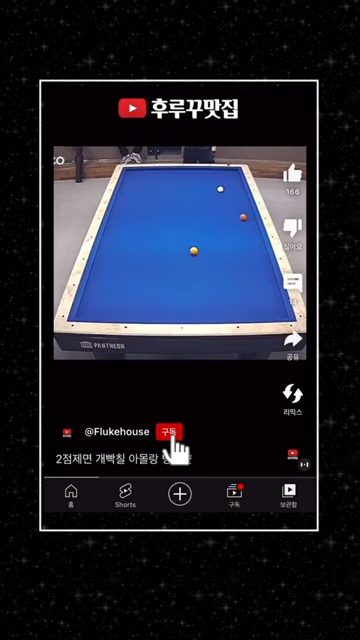 후루꾸맛집
166
싫어요
공유
리믹스
PANTHEON
@Flukehouse
구독
2점제면 개빡칠 아몰랑
홈
Shorts
구독
보관함